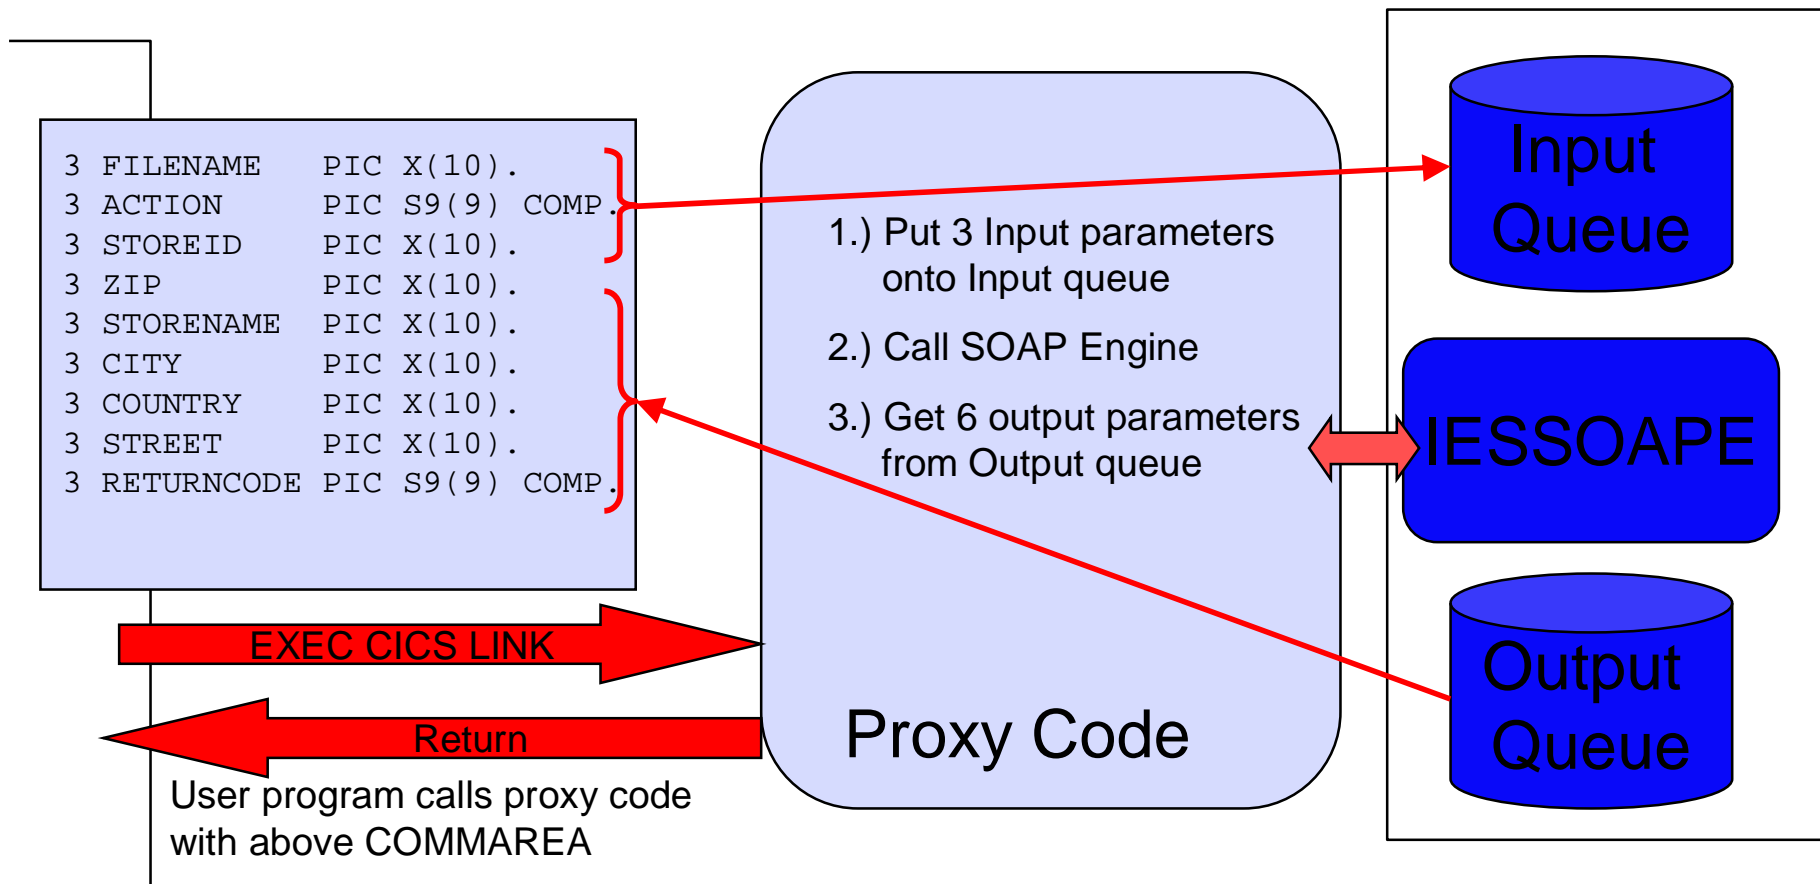 3 FILENAME   PIC X(10).
3 ACTION     PIC S9(9) COMP.
3 STOREID    PIC X(10).
3 ZIP        PIC X(10).
3 STORENAME  PIC X(10).
3 CITY       PIC X(10).
3 COUNTRY    PIC X(10).
3 STREET     PIC X(10).
3 RETURNCODE PIC S9(9) COMP.
EXEC CICS LINK
Return
User program calls proxy code
with above COMMAREA
1.) Put 3 Input parameters
onto Input queue
2.) Call SOAP Engine
3.) Get 6 output parameters
from Output queue
Proxy Code
Input
Queue
IESSOAPE
Output
Queue